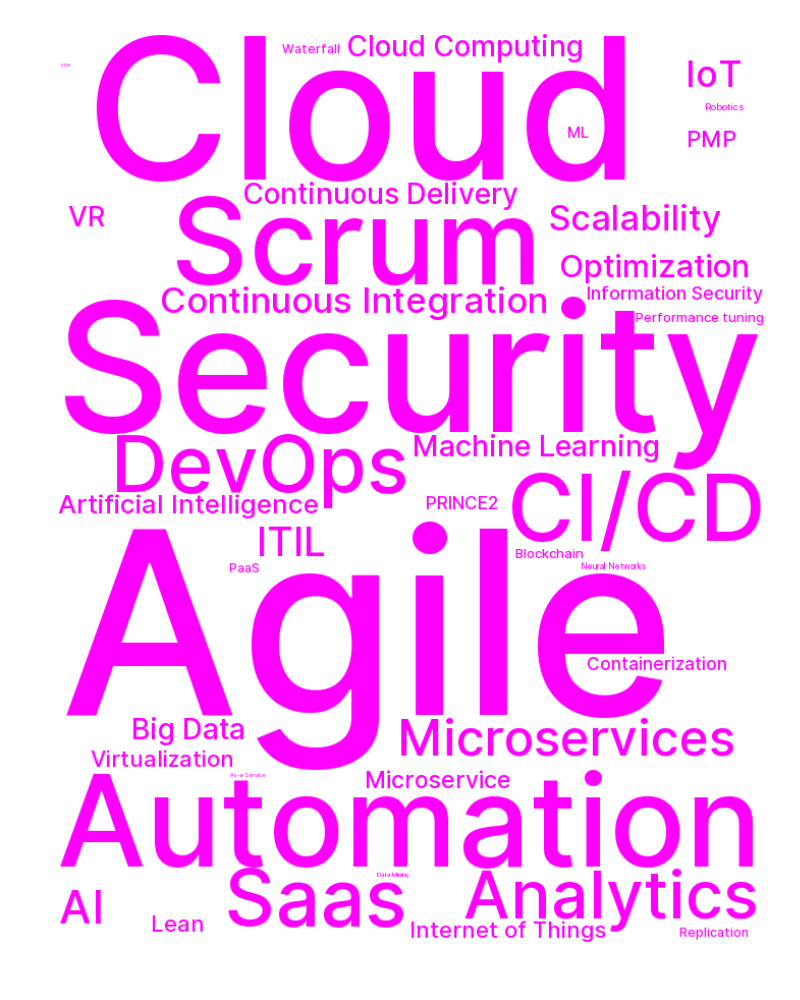 Cloud
Waterfall
Cloud Computing
IoT
Robotics
ML
PMP
Continuous Delivery
VR
Scrum
Scalability
Optimization
Continuous Integration
Information Security
Security
Performance tuning
DevOps
Machine Learning
Artificial Intelligence
PRINCE2
CI/CD
ITIL
Blockchain
PaaS
Neural Networks
Agile
Containerization
Big Data
Microservices
Virtualization
As-a-Service
Microservice
Automation
Data Mining
AI
Saas
Analytics
Lean
Internet of Things
Replication